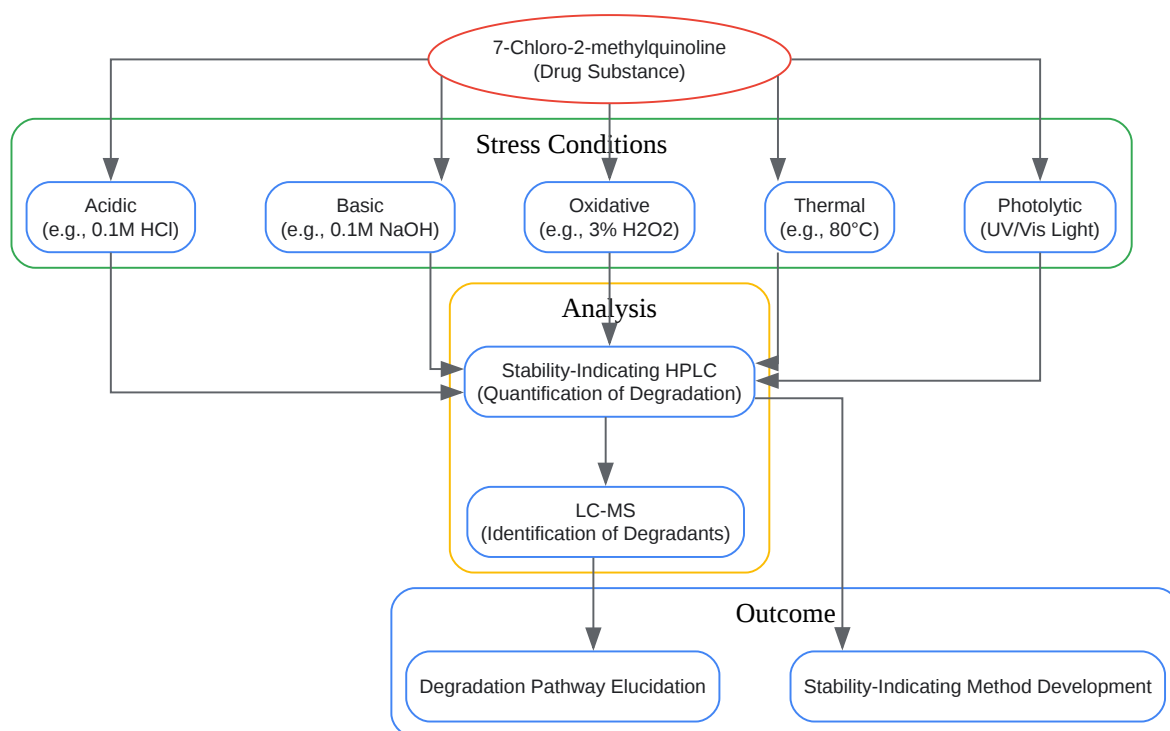 7-Chloro-2-methylquinoline
(Drug Substance)
Stress Conditions
Acidic
(e.g., 0.1M HCl)
Basic
(e.g., 0.1M NaOH)
Oxidative
(e.g., 3% H2O2)
Thermal
(e.g., 80°C)
Photolytic
(UV/Vis Light)
Analysis
Stability-Indicating HPLC
(Quantification of Degradation)
LC-MS
(Identification of Degradants)
Outcome
Degradation Pathway Elucidation
Stability-Indicating Method Development